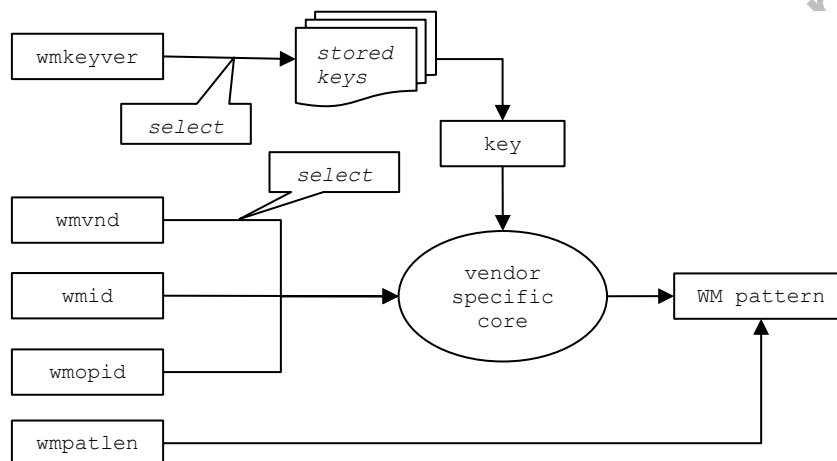 wmkeyver
stored
keys
select
key
select
wmvnd
wmid
vendor
specific
core
WM pattern
wmopid
wmpatlen